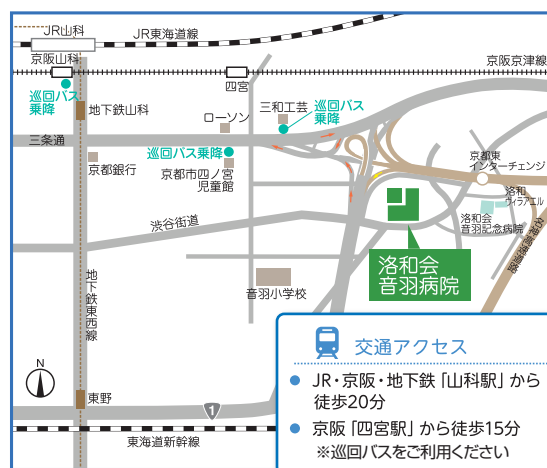 JR山科
JR東海道線
京阪山科
京阪京津線
巡回バス
乗降
四宮
地下鉄山科
ローソン
三和工芸
巡回バス
乗降
三条通
巡回バス乗降
京都銀行
京都市四ノ宮
児童館
京都東
インターチェンジ
洛和
ヴィラアエル
洛和会
音羽記念病院
渋谷街道
名神高速道路
洛和会
音羽病院
地下鉄東西線
音羽小学校
N
東野
1
東海道新幹線
交通アクセス
● JR・京阪・地下鉄「山科駅」から
徒歩20分
● 京阪「四宮駅」から徒歩15分
※巡回バスをご利用ください